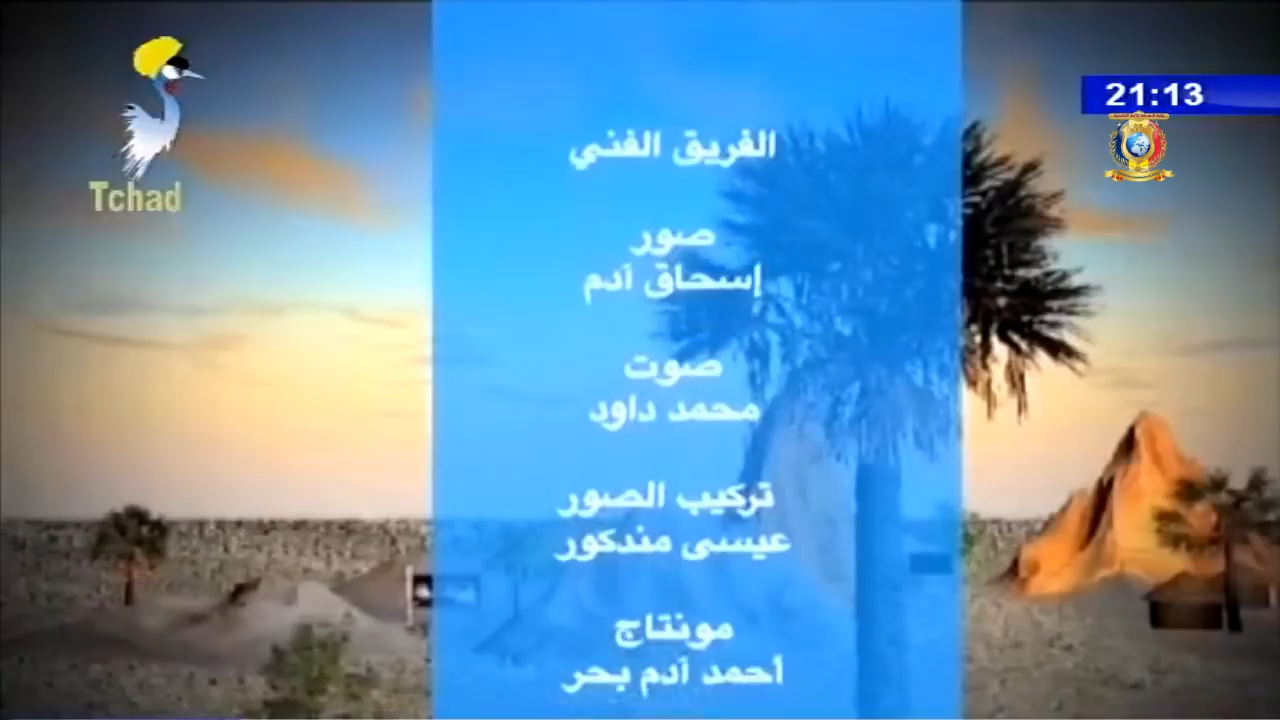 Tchad
21:13
الفريق الفني
صور
إسحاق آدم
صوت
محمد داود
تركيب الصور
عيسى مندكور
مونتاج
أحمد آدم بحر